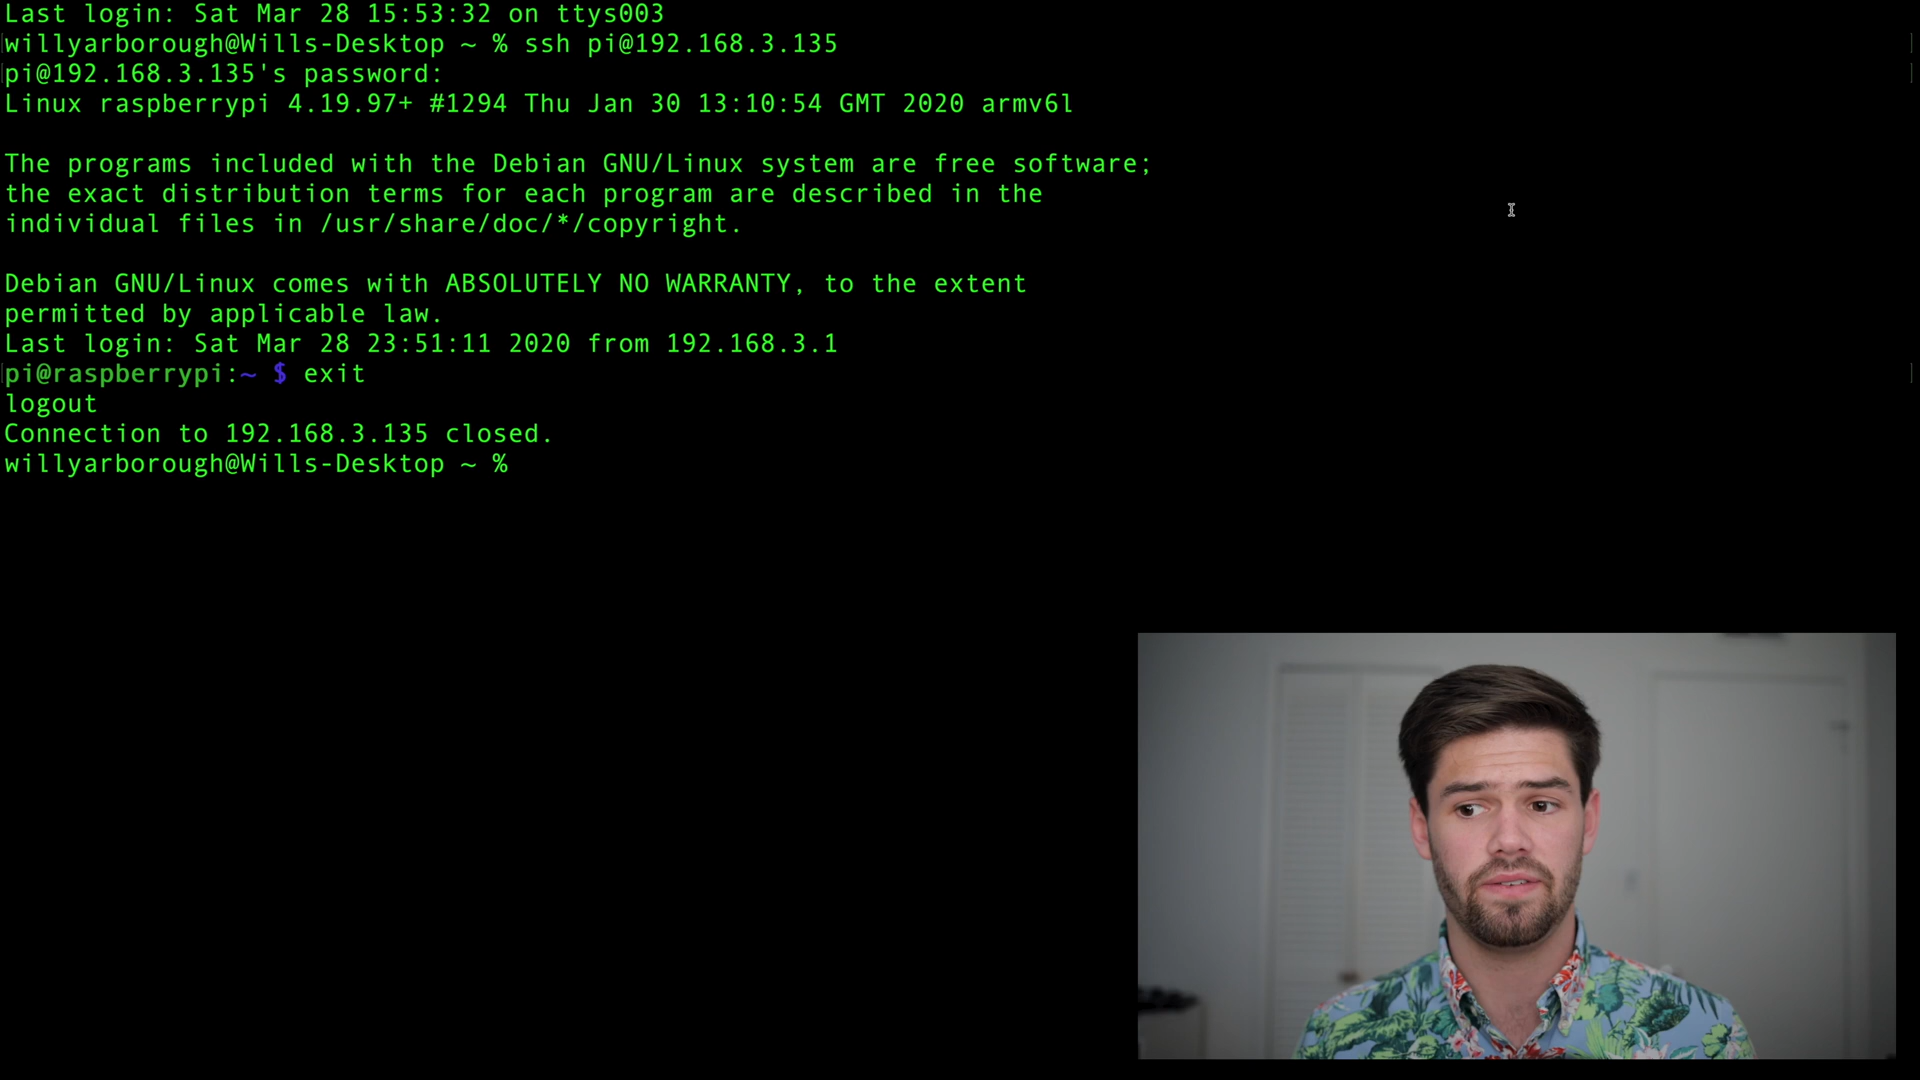 Last login: Sat Mar 28 15:53:32 on ttys003
willyarborough@Wills-Desktop ~ % ssh pi@192.168.3.135
pi@192.168.3.135's password:
Linux raspberrypi 4.19.97+ #1294 Thu Jan 30 13:10:54 GMT 2020 armv6l
The programs included with the Debian GNU/Linux system are free software;
the exact distribution terms for each program are described in the
individual files in /usr/share/doc/*/copyright.
Debian GNU/Linux comes with ABSOLUTELY NO WARRANTY, to the extent
permitted by applicable law.
Last login: Sat Mar 28 23:51:11 2020 from 192.168.3.1
pi@raspberrypi:~ $ exit
logout
Connection to 192.168.3.135 closed.
willyarborough@Wills-Desktop ~ %